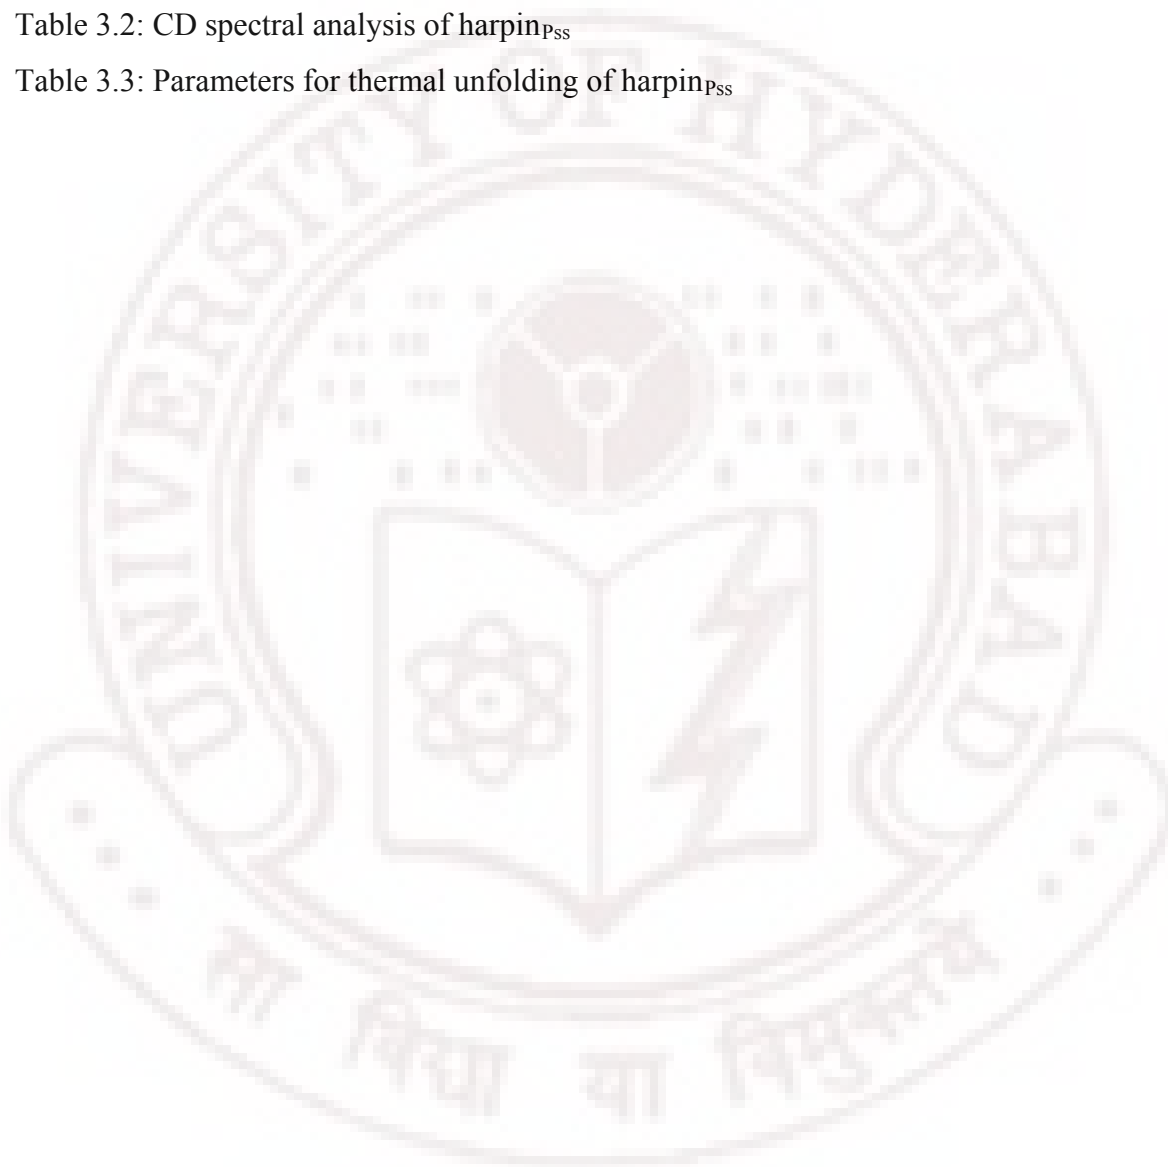 Table 3.2: CD spectral analysis of harpinPss
Table 3.3: Parameters for thermal unfolding of harpinPss
UNIVERSITY OF HYDERABAD
सा विद्या या विमुक्तये